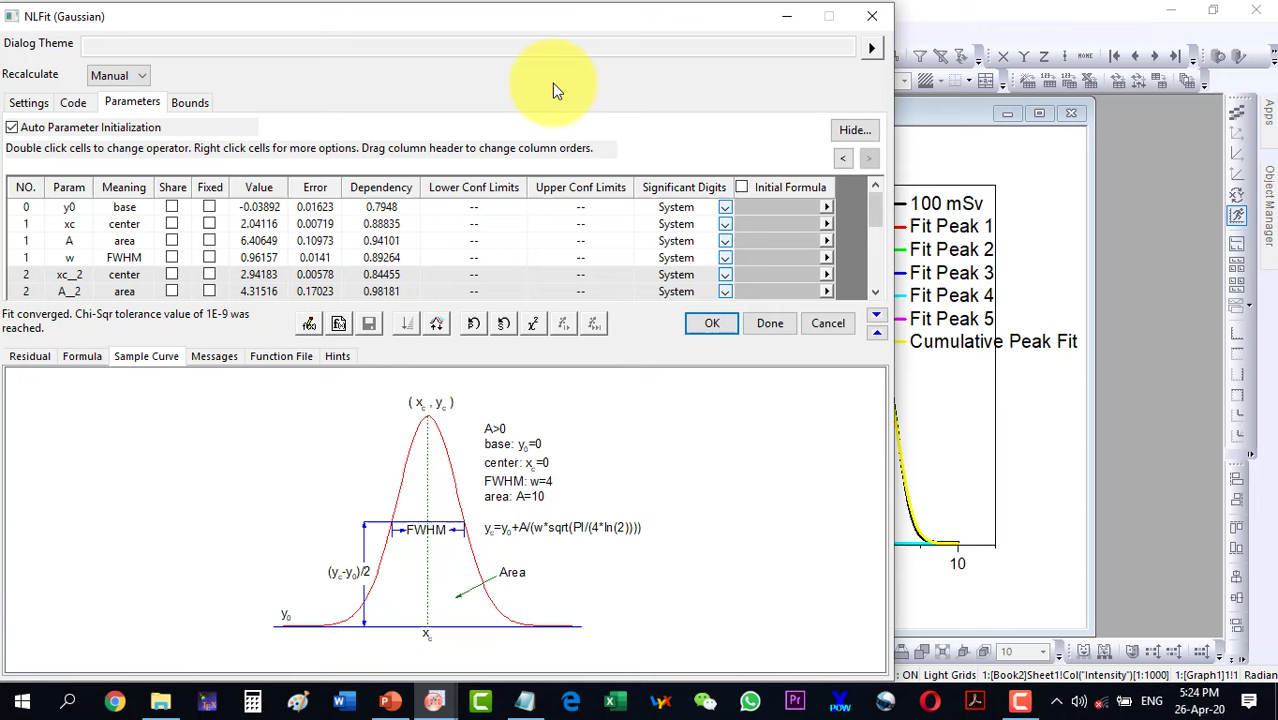 NLFit (Gaussian)
Dialog Theme
Recalculate Manual
Settings Code Parameters Bounds
Auto Parameter Initialization
Hide...
Double click cells to change operator. Right click cells for more options. Drag column header to change column orders.
< >
NO. Param Meaning Share Fixed Value Error Dependency Lower Conf Limits Upper Conf Limits Significant Digits Initial Formula
0 y0 base -0.03892 0.01623 0.7948 -- -- System
1 xc center 2.04116 0.00719 0.88835 -- -- System
1 A area 6.40649 0.10973 0.94101 -- -- System
1 w FWHM 0.96157 0.0141 0.89264 -- -- System
2 xc__2 center 2.94183 0.00578 0.84455 -- -- System
2 A__2 area 4.31516 0.17023 0.98181 -- -- System
Fit converged. Chi-Sqr tolerance value of 1E-9 was
reached.
OK Done Cancel
Residual Formula Sample Curve Messages Function File Hints
( xc , yc )
A>0
base: y0=0
center: xc=0
FWHM: w=4
area: A=10
yc=y0+A/(w*sqrt(PI/(4*ln(2))))
FWHM
(yc-y0)/2
Area
y0
xc
X Y Z HOME
100 mSv
Fit Peak 1
Fit Peak 2
Fit Peak 3
Fit Peak 4
Fit Peak 5
Cumulative Peak Fit
10
Apps
Object Manager
10
: ON Light Grids 1:[Book2]Sheet1!Col("Intensity")[1:1000] 1:[Graph1]1!1 Radian
ENG
5:24 PM
26-Apr-20